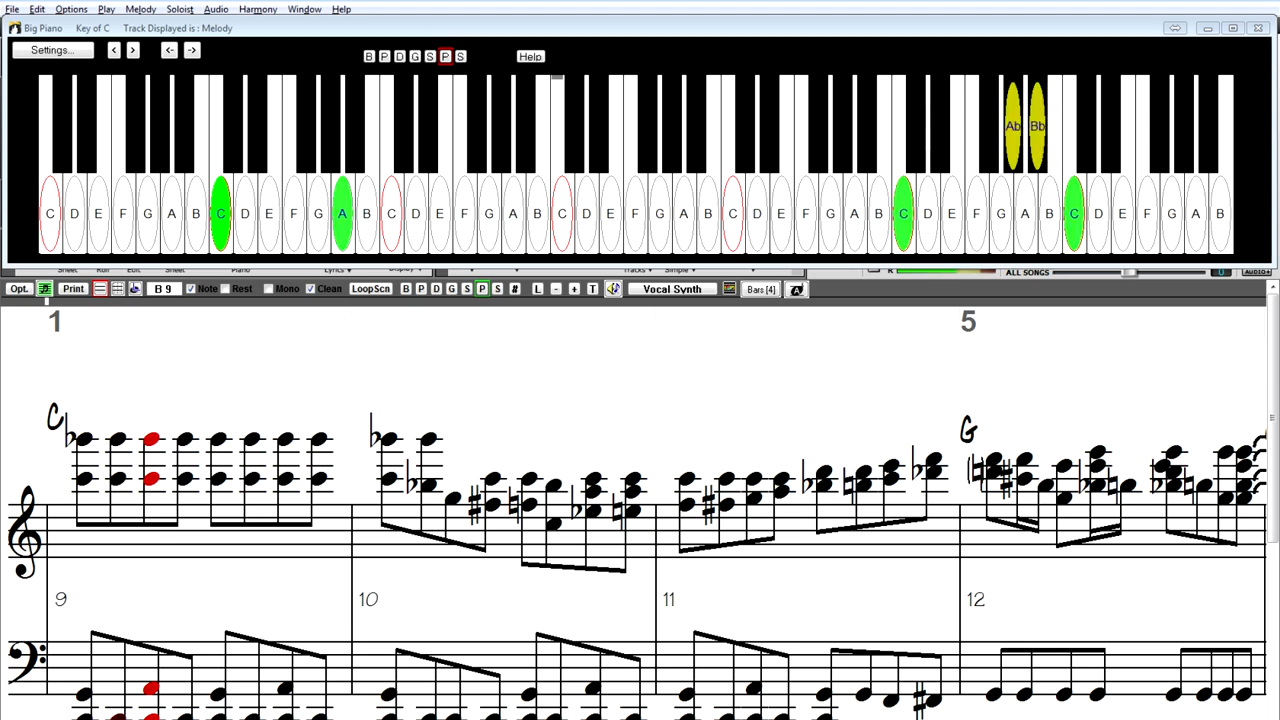 File Edit Options Play Melody Soloist Audio Harmony Window Help
Big Piano Key of C Track Displayed is : Melody
Settings... < > <- -> B P D G S P S Help
Ab Bb
C D E F G A B C D E F G A B C D E F G A B C D E F G A B C D E F G A B C D E F G A B C D E F G A B
ALL SONGS 0 AUDIO+
Opt. Print B 9 Note Rest Mono Clean LoopScn B P D G S P S # L - + T Vocal Synth Bars [4] A
1 5
C G
9 10 11 12